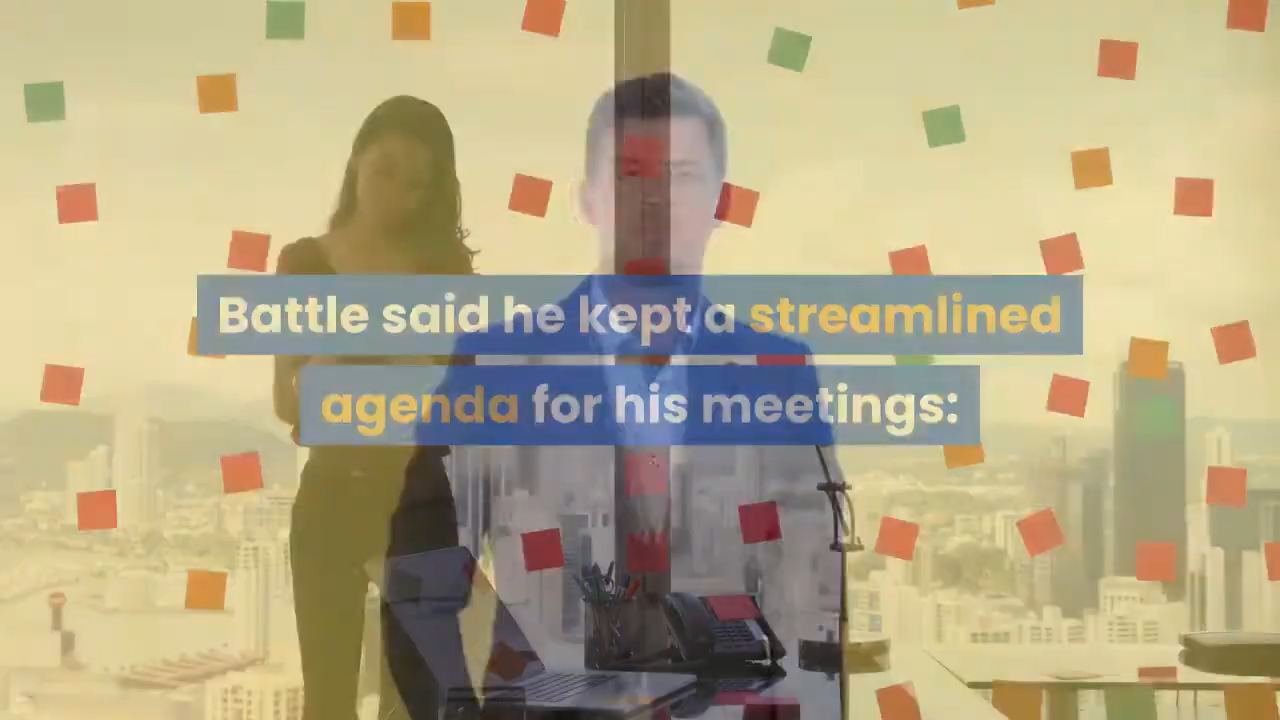 Battle said he kept a streamlined
agenda for his meetings: